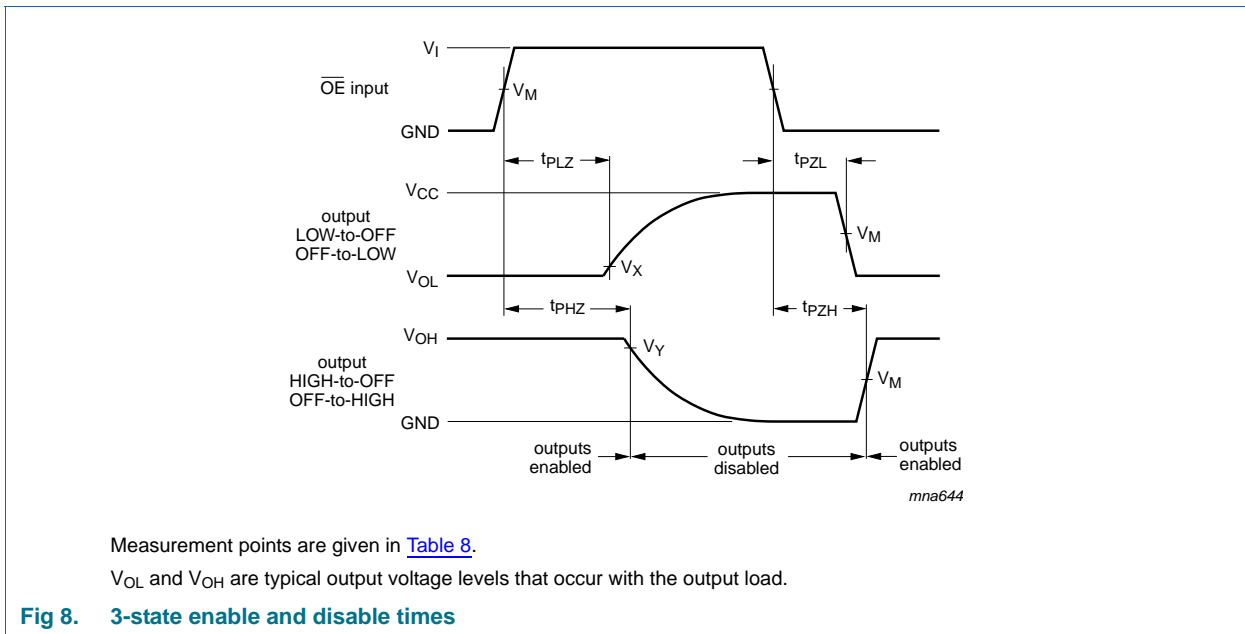 V_I
OE input
V_M
GND
t_PLZ
t_PZL
V_CC
output
LOW-to-OFF
OFF-to-LOW
V_M
V_X
V_OL
t_PHZ
t_PZH
V_OH
V_Y
output
HIGH-to-OFF
OFF-to-HIGH
V_M
GND
outputs
enabled
outputs
disabled
outputs
enabled
mna644
Measurement points are given in Table 8.
V_OL and V_OH are typical output voltage levels that occur with the output load.
Fig 8. 3-state enable and disable times